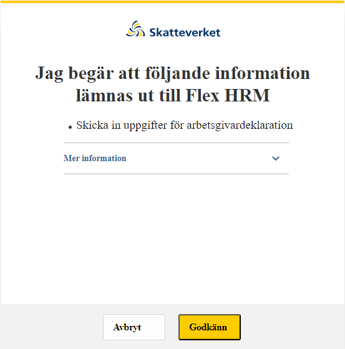 Skatteverket
Jag begär att följande information
lämnas ut till Flex HRM
• Skicka in uppgifter för arbetsgivardeklaration
Mer information
Avbryt
Godkänn